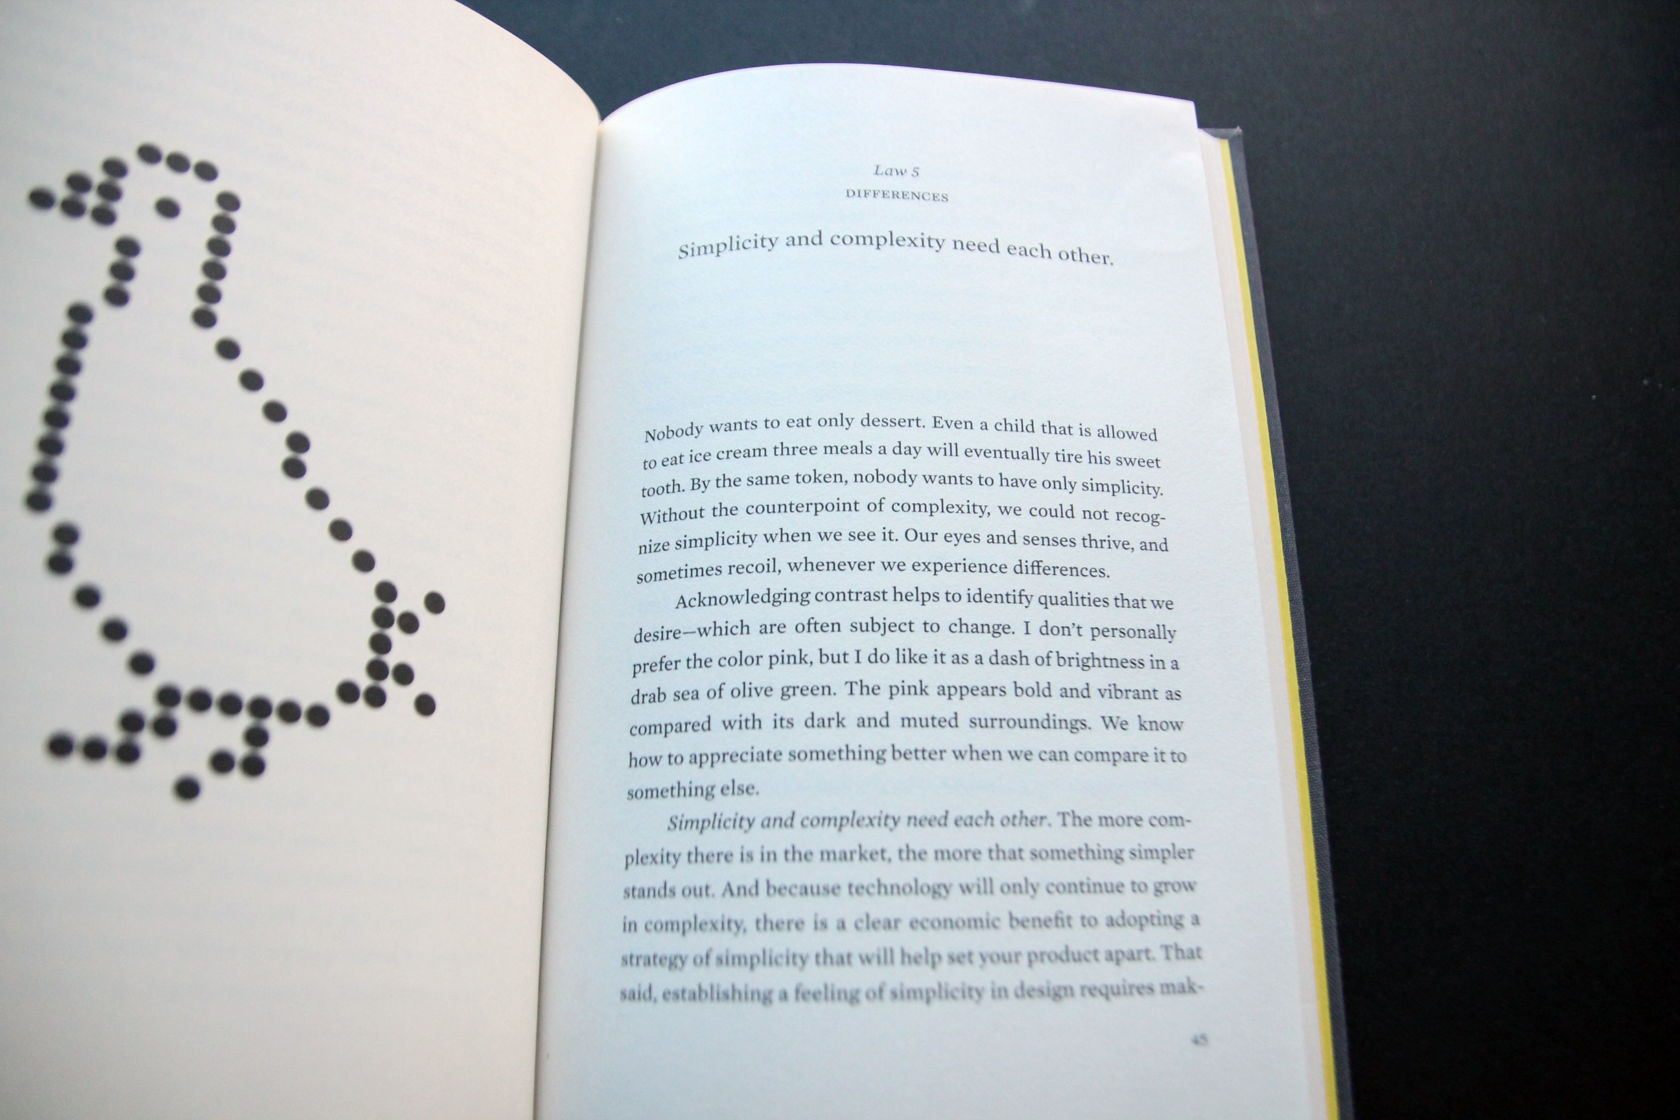 Law 5
DIFFERENCES
Simplicity and complexity need each other.
Nobody wants to eat only dessert. Even a child that is allowed
to eat ice cream three meals a day will eventually tire his sweet
tooth. By the same token, nobody wants to have only simplicity.
Without the counterpoint of complexity, we could not recog-
nize simplicity when we see it. Our eyes and senses thrive, and
sometimes recoil, whenever we experience differences.
Acknowledging contrast helps to identify qualities that we
desire—which are often subject to change. I don't personally
prefer the color pink, but I do like it as a dash of brightness in a
drab sea of olive green. The pink appears bold and vibrant as
compared with its dark and muted surroundings. We know
how to appreciate something better when we can compare it to
something else.
Simplicity and complexity need each other. The more com-
plexity there is in the market, the more that something simpler
stands out. And because technology will only continue to grow
in complexity, there is a clear economic benefit to adopting a
strategy of simplicity that will help set your product apart. That
said, establishing a feeling of simplicity in design requires mak-
45